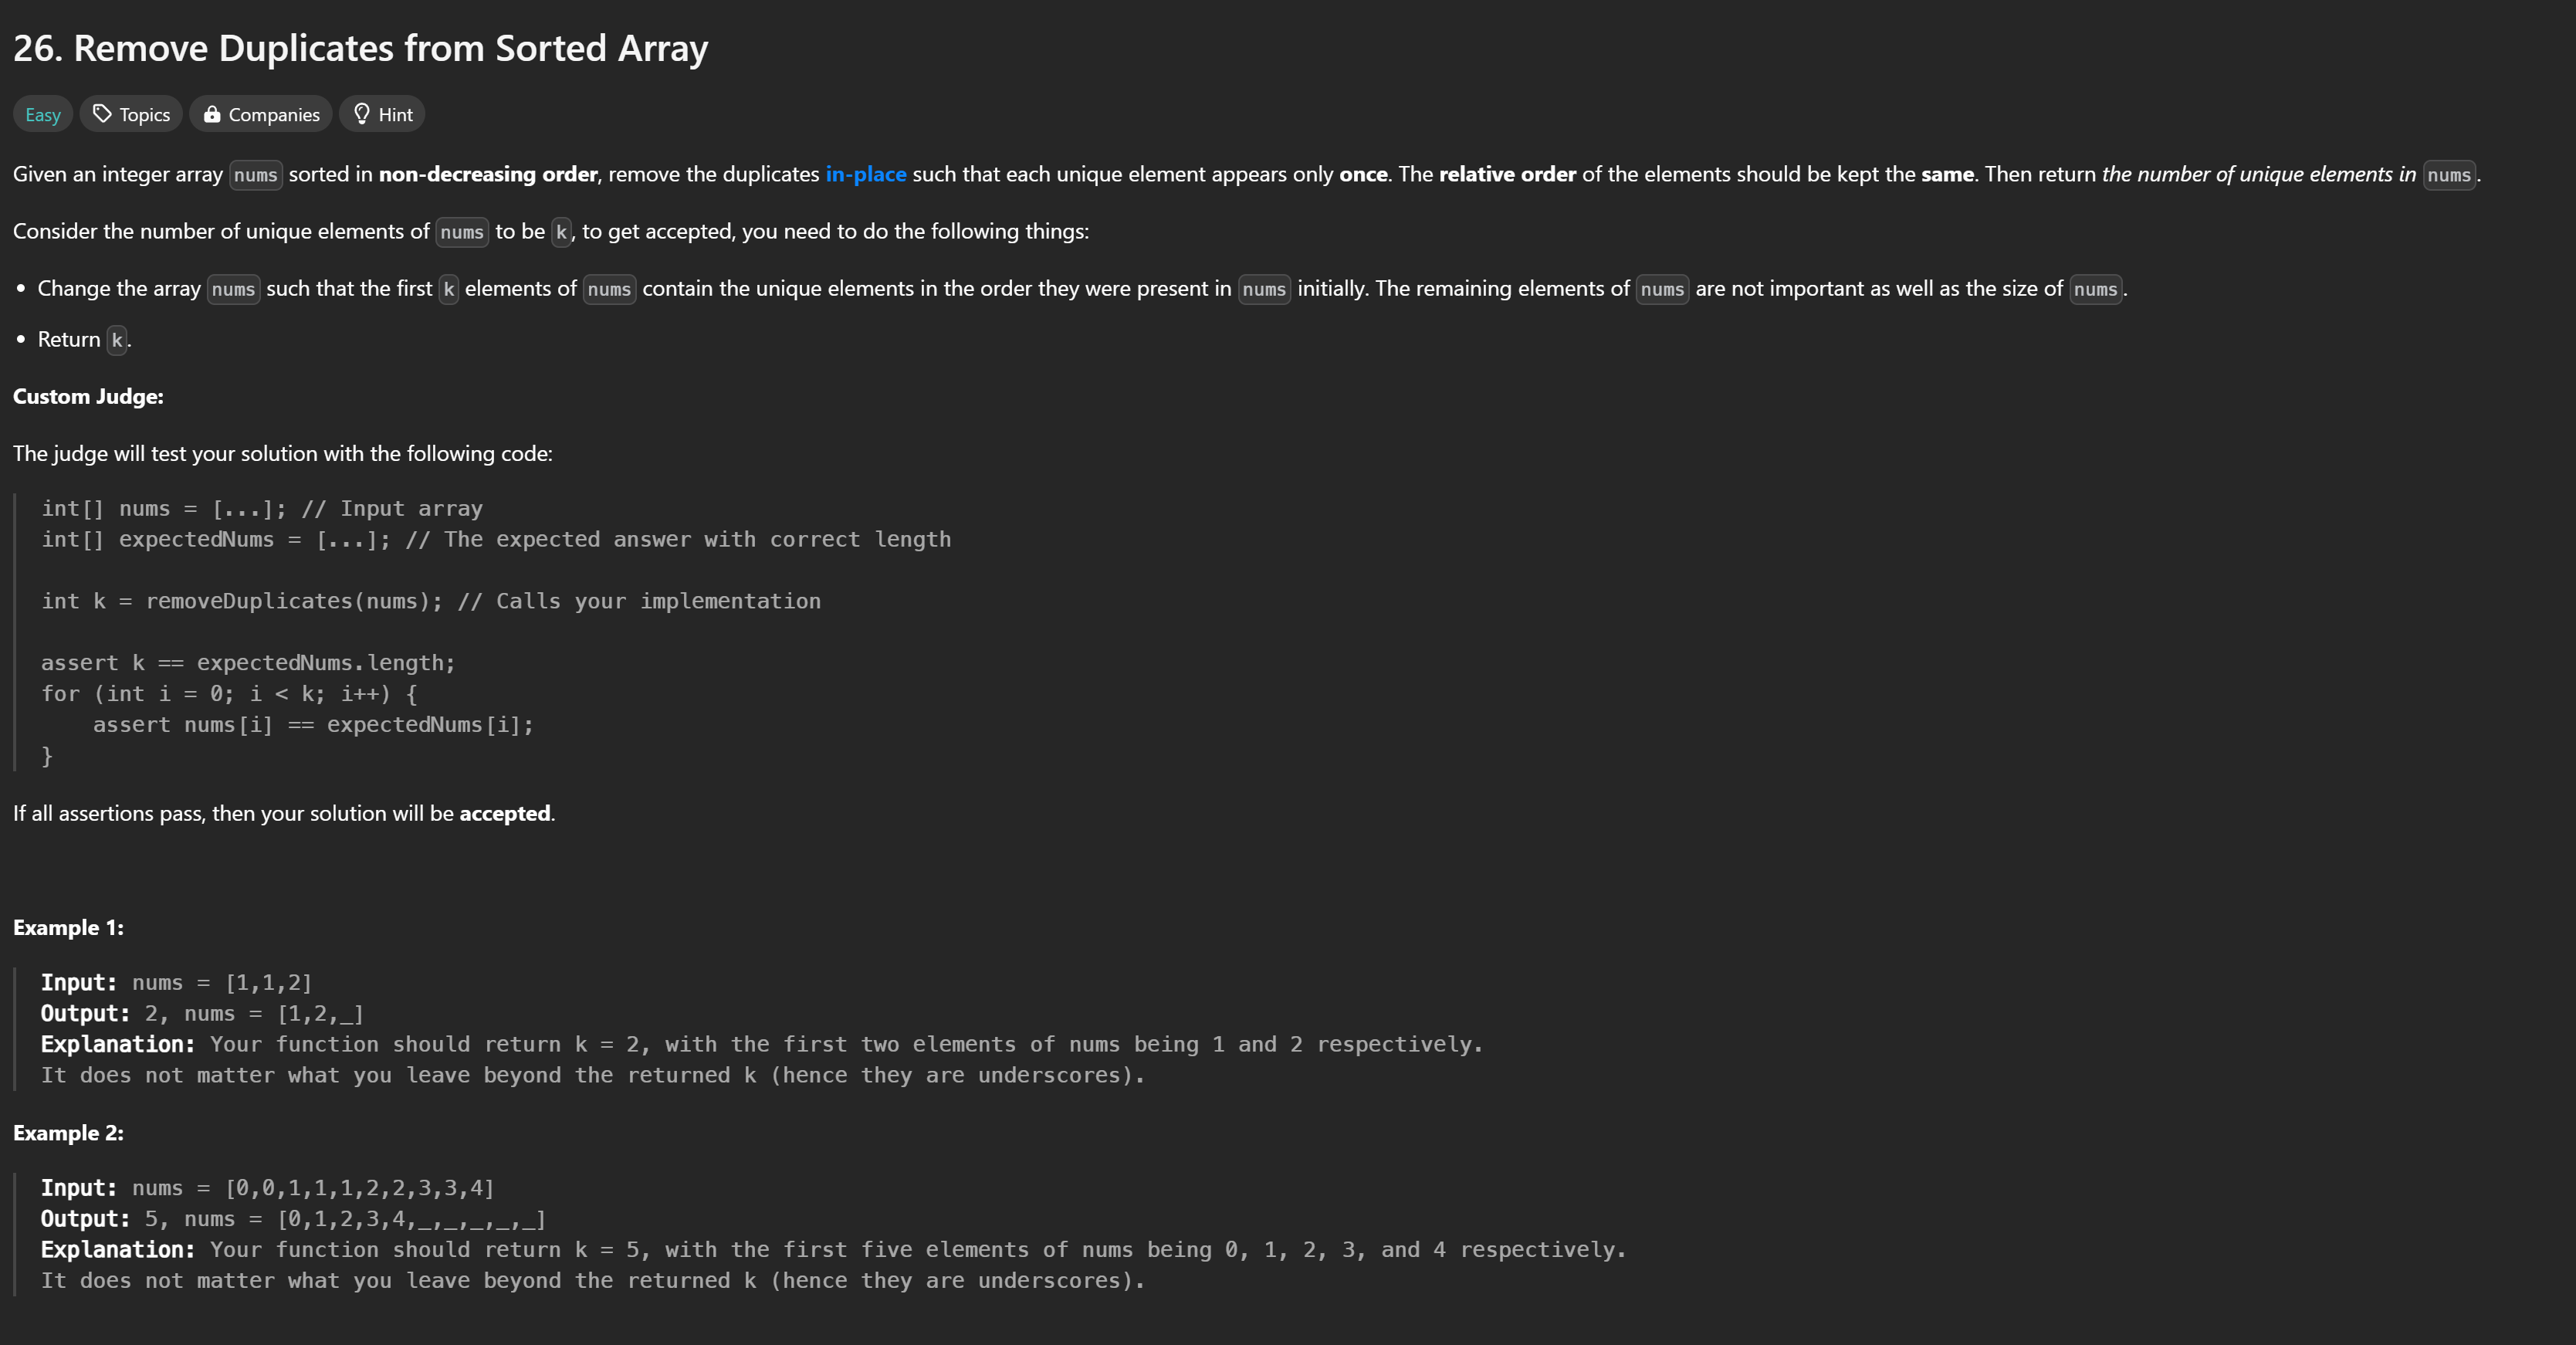 26. Remove Duplicates from Sorted Array
Easy Topics Companies Hint
Given an integer array nums sorted in non-decreasing order, remove the duplicates in-place such that each unique element appears only once. The relative order of the elements should be kept the same. Then return the number of unique elements in nums.
Consider the number of unique elements of nums to be k, to get accepted, you need to do the following things:
• Change the array nums such that the first k elements of nums contain the unique elements in the order they were present in nums initially. The remaining elements of nums are not important as well as the size of nums.
• Return k.
Custom Judge:
The judge will test your solution with the following code:
int[] nums = [...]; // Input array
int[] expectedNums = [...]; // The expected answer with correct length
int k = removeDuplicates(nums); // Calls your implementation
assert k == expectedNums.length;
for (int i = 0; i < k; i++) {
    assert nums[i] == expectedNums[i];
}
If all assertions pass, then your solution will be accepted.
Example 1:
Input: nums = [1,1,2]
Output: 2, nums = [1,2,_]
Explanation: Your function should return k = 2, with the first two elements of nums being 1 and 2 respectively.
It does not matter what you leave beyond the returned k (hence they are underscores).
Example 2:
Input: nums = [0,0,1,1,1,2,2,3,3,4]
Output: 5, nums = [0,1,2,3,4,_,_,_,_,_]
Explanation: Your function should return k = 5, with the first five elements of nums being 0, 1, 2, 3, and 4 respectively.
It does not matter what you leave beyond the returned k (hence they are underscores).